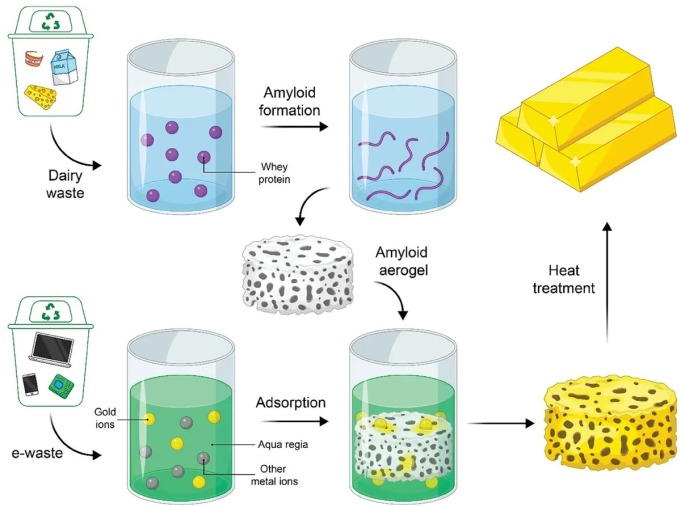 MILK
Dairy
waste
Amyloid
formation
Whey
protein
Amyloid
aerogel
Heat
treatment
e-waste
Gold
ions
Aqua regia
Other
metal ions
Adsorption